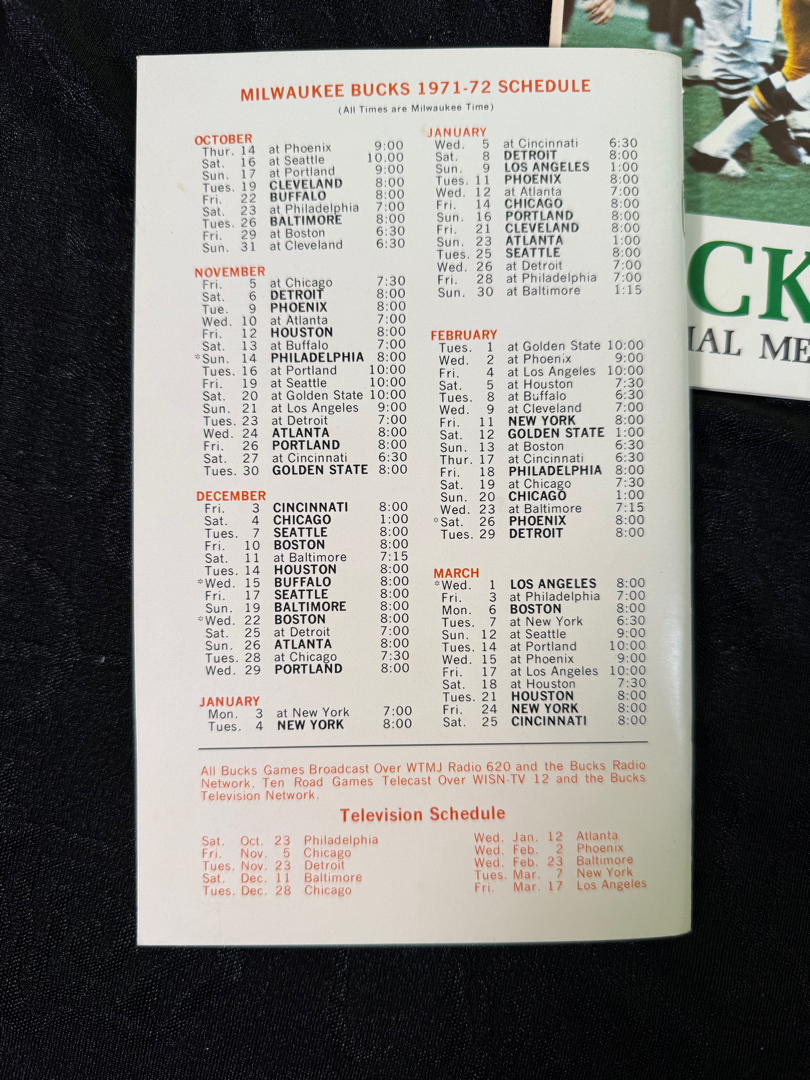 MILWAUKEE BUCKS 1971-72 SCHEDULE
(All Times are Milwaukee Time)
OCTOBER
Thur. 14 at Phoenix 9:00
Sat. 16 at Seattle 10.00
Sun. 17 at Portland 9:00
Tues. 19 CLEVELAND 8:00
Fri. 22 BUFFALO 8:00
Sat. 23 at Philadelphia 7:00
Tues. 26 BALTIMORE 8:00
Fri. 29 at Boston 6:30
Sun. 31 at Cleveland 6:30
NOVEMBER
Fri. 5 at Chicago 7:30
Sat. 6 DETROIT 8:00
Tue. 9 PHOENIX 8:00
Wed. 10 at Atlanta 7:00
Fri. 12 HOUSTON 8:00
Sat. 13 at Buffalo 7:00
*Sun. 14 PHILADELPHIA 8:00
Tues. 16 at Portland 10:00
Fri. 19 at Seattle 10:00
Sat. 20 at Golden State 10:00
Sun. 21 at Los Angeles 9:00
Tues. 23 at Detroit 7:00
Wed. 24 ATLANTA 8:00
Fri. 26 PORTLAND 8:00
Sat. 27 at Cincinnati 6:30
Tues. 30 GOLDEN STATE 8:00
DECEMBER
Fri. 3 CINCINNATI 8:00
Sat. 4 CHICAGO 1:00
Tues. 7 SEATTLE 8:00
Fri. 10 BOSTON 8:00
Sat. 11 at Baltimore 7:15
Tues. 14 HOUSTON 8:00
*Wed. 15 BUFFALO 8:00
Fri. 17 SEATTLE 8:00
Sun. 19 BALTIMORE 8:00
*Wed. 22 BOSTON 8:00
Sat. 25 at Detroit 7:00
Sun. 26 ATLANTA 8:00
Tues. 28 at Chicago 7:30
Wed. 29 PORTLAND 8:00
JANUARY
Mon. 3 at New York 7:00
Tues. 4 NEW YORK 8:00
JANUARY
Wed. 5 at Cincinnati 6:30
Sat. 8 DETROIT 8:00
Sun. 9 LOS ANGELES 1:00
Tues. 11 PHOENIX 8:00
Wed. 12 at Atlanta 7:00
Fri. 14 CHICAGO 8:00
Sun. 16 PORTLAND 8:00
Fri. 21 CLEVELAND 8:00
Sun. 23 ATLANTA 1:00
Tues. 25 SEATTLE 8:00
Wed. 26 at Detroit 7:00
Fri. 28 at Philadelphia 7:00
Sun. 30 at Baltimore 1:15
FEBRUARY
Tues. 1 at Golden State 10:00
Wed. 2 at Phoenix 9:00
Fri. 4 at Los Angeles 10:00
Sat. 5 at Houston 7:30
Tues. 8 at Buffalo 6:30
Wed. 9 at Cleveland 7:00
Fri. 11 NEW YORK 8:00
Sat. 12 GOLDEN STATE 1:00
Sun. 13 at Boston 6:30
Thur. 17 at Cincinnati 6:30
Fri. 18 PHILADELPHIA 8:00
Sat. 19 at Chicago 7:30
Sun. 20 CHICAGO 1:00
Wed. 23 at Baltimore 7:15
*Sat. 26 PHOENIX 8:00
Tues. 29 DETROIT 8:00
MARCH
*Wed. 1 LOS ANGELES 8:00
Fri. 3 at Philadelphia 7:00
Mon. 6 BOSTON 8:00
Tues. 7 at New York 6:30
Sun. 12 at Seattle 9:00
Tues. 14 at Portland 10:00
Wed. 15 at Phoenix 9:00
Fri. 17 at Los Angeles 10:00
Sat. 18 at Houston 7:30
Tues. 21 HOUSTON 8:00
Fri. 24 NEW YORK 8:00
Sat. 25 CINCINNATI 8:00
All Bucks Games Broadcast Over WTMJ Radio 620 and the Bucks Radio
Network. Ten Road Games Telecast Over WISN-TV 12 and the Bucks
Television Network.
Television Schedule
Sat. Oct. 23 Philadelphia
Fri. Nov. 5 Chicago
Tues. Nov. 23 Detroit
Sat. Dec. 11 Baltimore
Tues. Dec. 28 Chicago
Wed. Jan. 12 Atlanta
Wed. Feb. 2 Phoenix
Wed. Feb. 23 Baltimore
Tues. Mar. 7 New York
Fri. Mar. 17 Los Angeles
CK
IAL ME